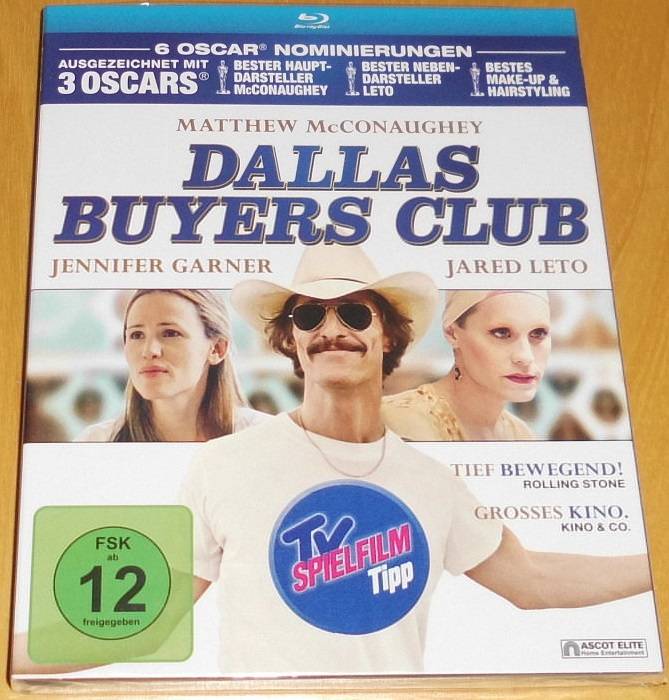 Blu-ray Disc
6 OSCAR® NOMINIERUNGEN
AUSGEZEICHNET MIT
3 OSCARS®
BESTER HAUPT-
DARSTELLER
McCONAUGHEY
BESTER NEBEN-
DARSTELLER
LETO
BESTES
MAKE-UP &
HAIRSTYLING
MATTHEW McCONAUGHEY
DALLAS
BUYERS CLUB
JENNIFER GARNER
JARED LETO
TIEF BEWEGEND!
ROLLING STONE
GROSSES KINO.
KINO & CO.
TV
SPIELFILM
Tipp
FSK
ab
12
freigegeben
ASCOT ELITE
Home Entertainment